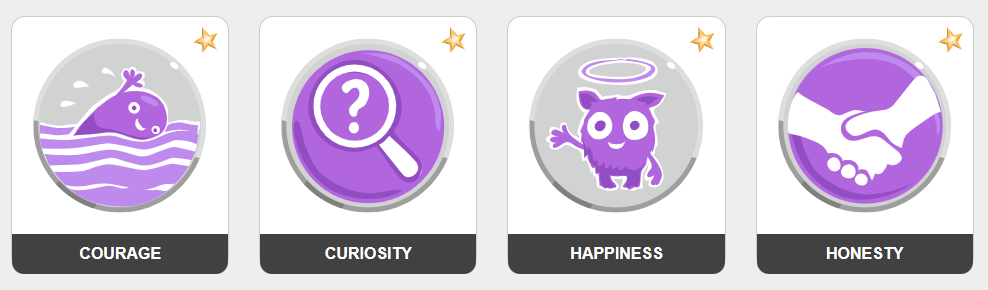 ?
COURAGE
CURIOSITY
HAPPINESS
HONESTY